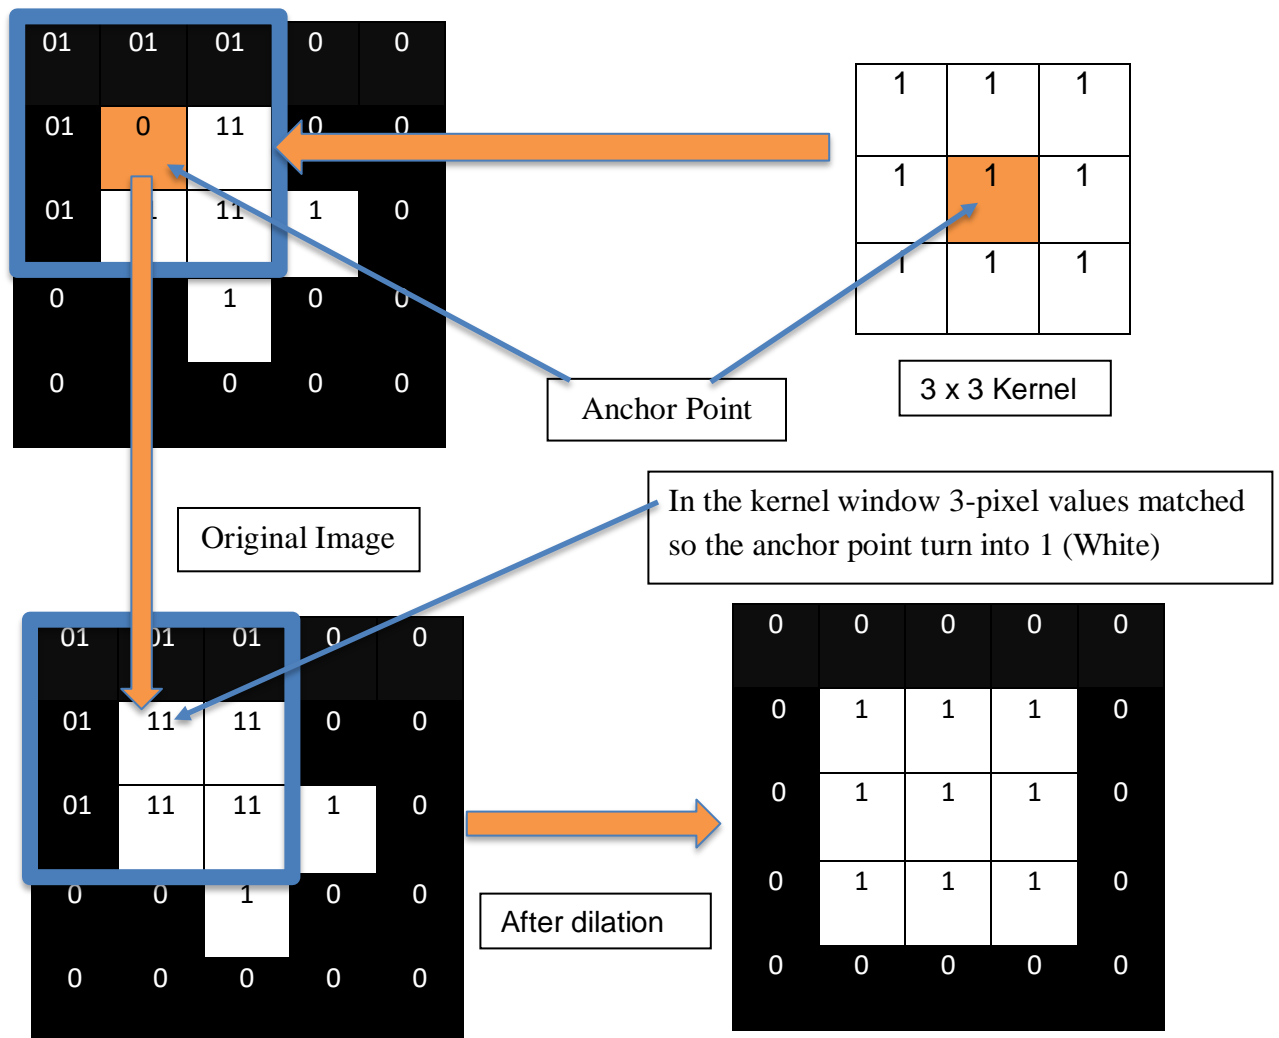 01 01 01 0 0
01 0 11 0 0
01 11 1 0
0 1 0 0
0 0 0 0
1 1 1
1 1 1
1 1 1
3 x 3 Kernel
Anchor Point
Original Image
In the kernel window 3-pixel values matched
so the anchor point turn into 1 (White)
01 01 01 0 0
01 11 11 0 0
01 11 11 1 0
0 0 1 0 0
0 0 0 0 0
After dilation
0 0 0 0 0
0 1 1 1 0
0 1 1 1 0
0 1 1 1 0
0 0 0 0 0